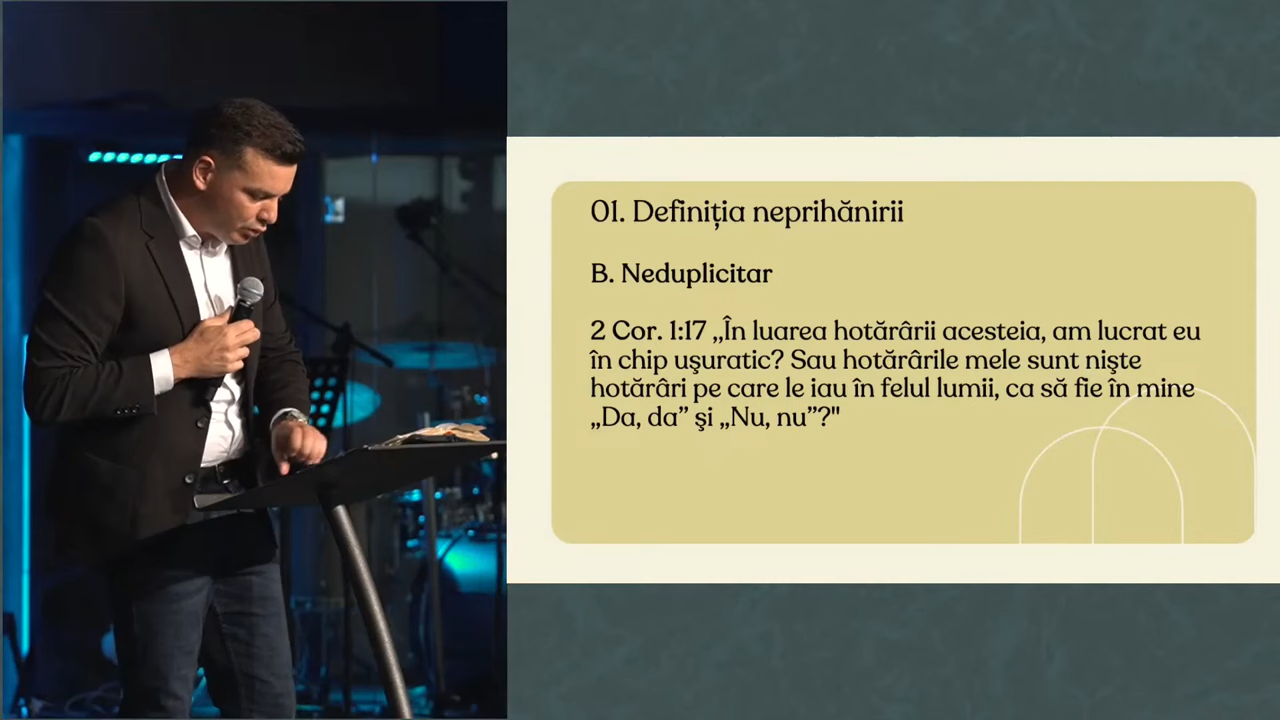 01. Definiția neprihănirii
B. Neduplicitar
2 Cor. 1:17 „În luarea hotărârii acesteia, am lucrat eu
în chip uşuratic? Sau hotărârile mele sunt nişte
hotărâri pe care le iau în felul lumii, ca să fie în mine
„Da, da” şi „Nu, nu”?"